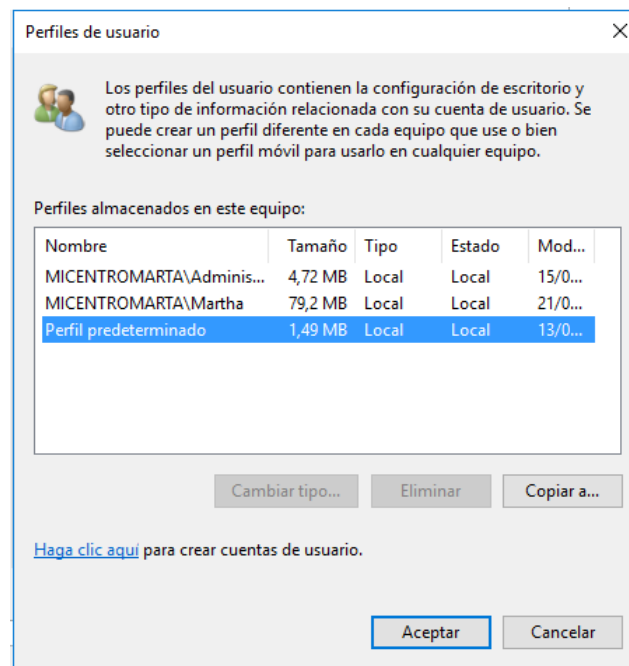 Perfiles de usuario
Los perfiles del usuario contienen la configuración de escritorio y
otro tipo de información relacionada con su cuenta de usuario. Se
puede crear un perfil diferente en cada equipo que use o bien
seleccionar un perfil móvil para usarlo en cualquier equipo.
Perfiles almacenados en este equipo:
Nombre Tamaño Tipo Estado Mod...
MICENTROMARTA\Adminis... 4,72 MB Local Local 15/0...
MICENTROMARTA\Martha 79,2 MB Local Local 21/0...
Perfil predeterminado 1,49 MB Local Local 13/0...
Cambiar tipo... Eliminar Copiar a...
Haga clic aquí para crear cuentas de usuario.
Aceptar Cancelar